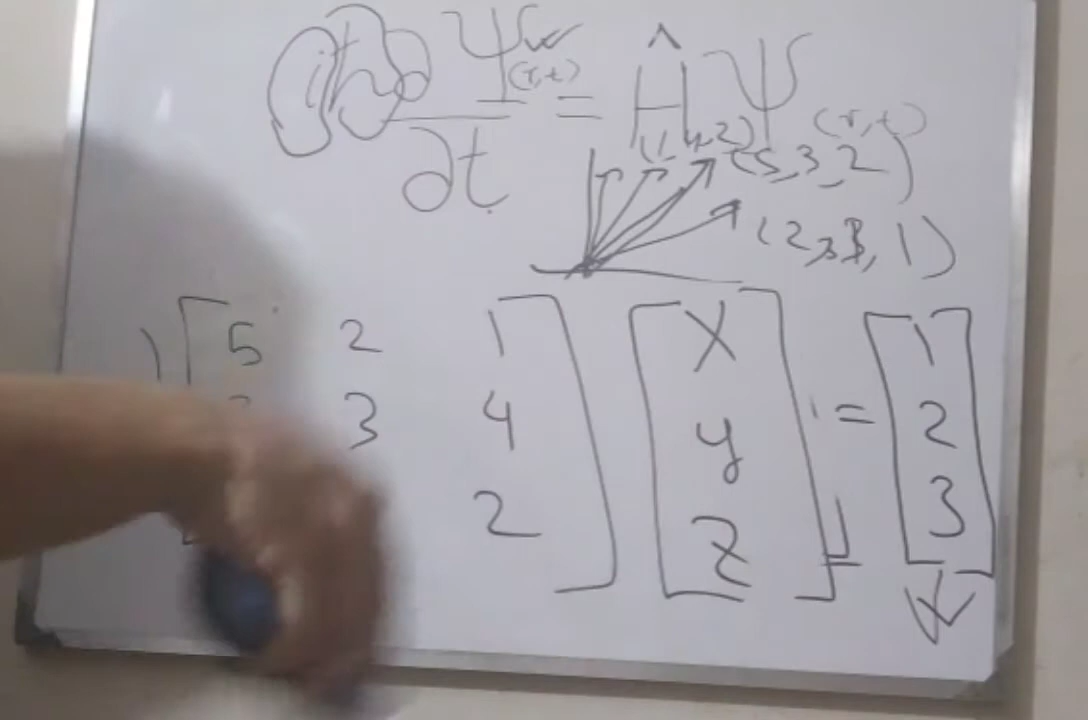 iħ ∂ Ψ(r,t) / ∂t = Ĥ Ψ(r,t)
(1,4,2) (5,3,2)
(2,3,1)
5 2 1 x = 1
3 4 y 2
2 z 3